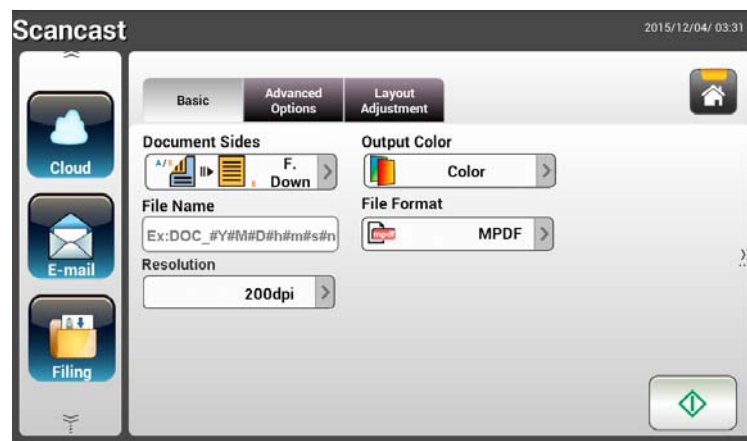 Scancast
2015/12/04/ 03:31
Cloud
E-mail
Filing
Basic
Advanced
Options
Layout
Adjustment
Document Sides
A/B
F.
Down
File Name
Ex:DOC_#Y#M#D#h#m#s#n
Resolution
200dpi
Output Color
Color
File Format
mpdf
MPDF